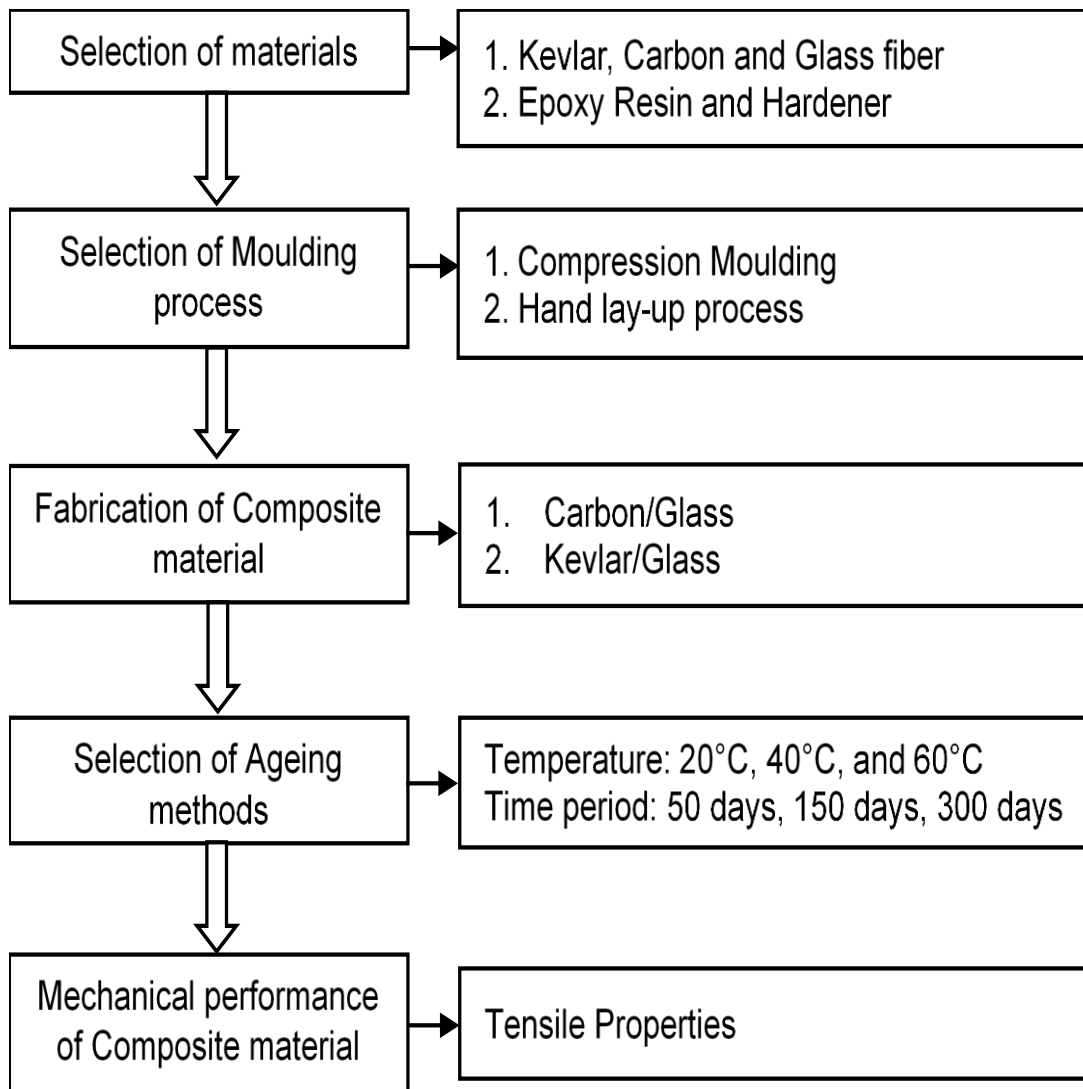 Selection of materials
1. Kevlar, Carbon and Glass fiber
2. Epoxy Resin and Hardener
Selection of Moulding
process
1. Compression Moulding
2. Hand lay-up process
Fabrication of Composite
material
1. Carbon/Glass
2. Kevlar/Glass
Selection of Ageing
methods
Temperature: 20°C, 40°C, and 60°C
Time period: 50 days, 150 days, 300 days
Mechanical performance
of Composite material
Tensile Properties